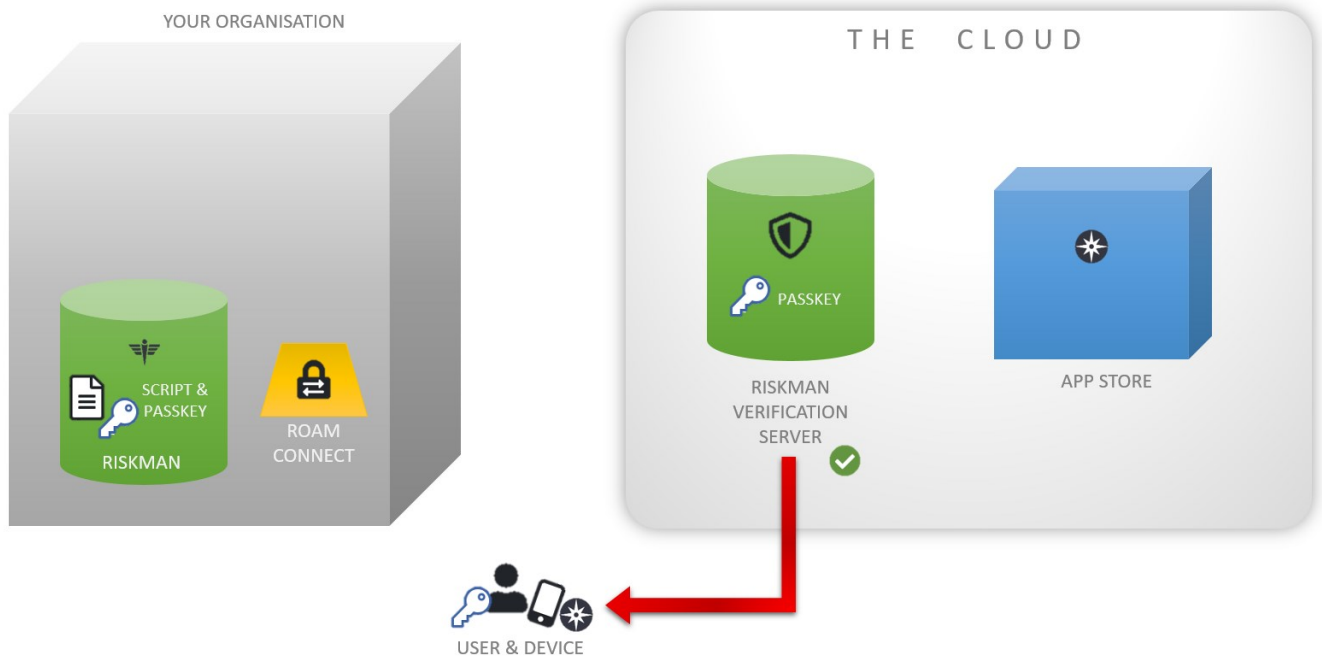 YOUR ORGANISATION
SCRIPT &
PASSKEY
RISKMAN
ROAM
CONNECT
THE CLOUD
PASSKEY
RISKMAN
VERIFICATION
SERVER
APP STORE
USER & DEVICE